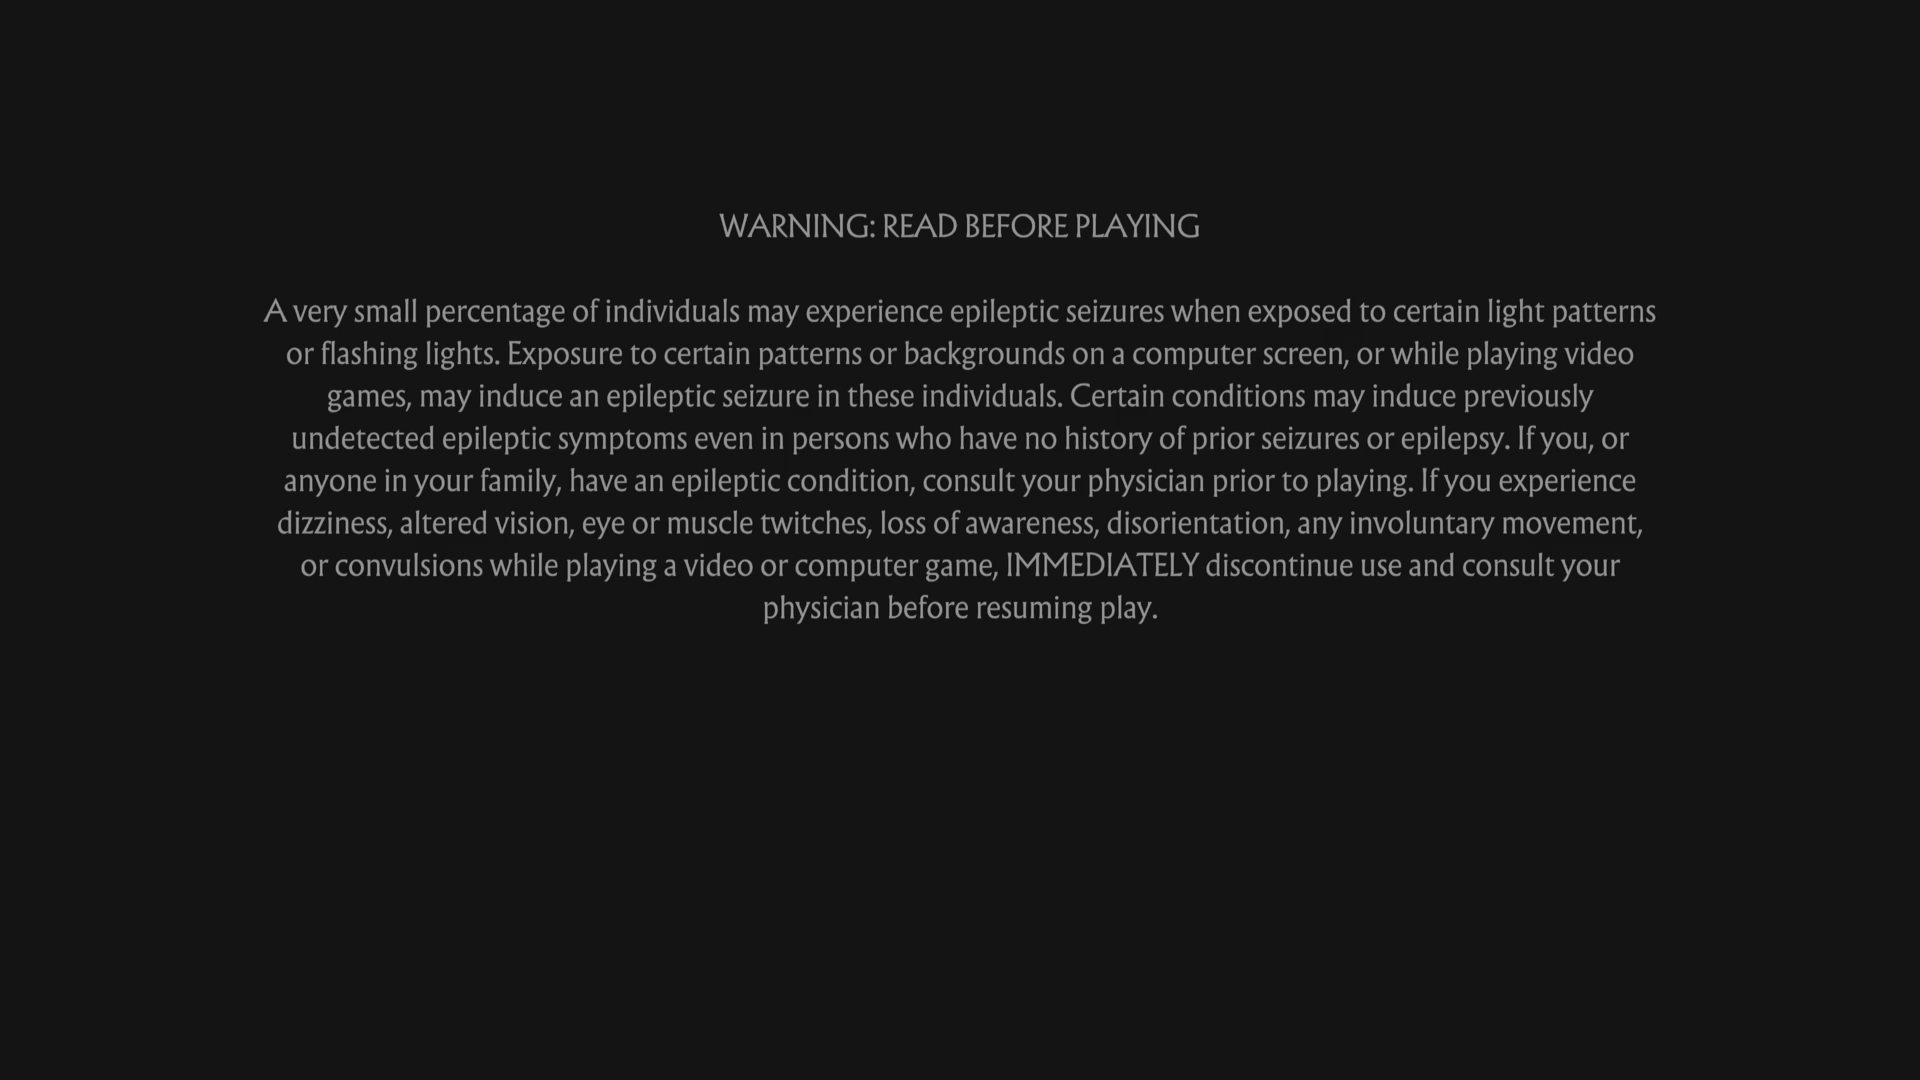 WARNING: READ BEFORE PLAYING
A very small percentage of individuals may experience epileptic seizures when exposed to certain light patterns
or flashing lights. Exposure to certain patterns or backgrounds on a computer screen, or while playing video
games, may induce an epileptic seizure in these individuals. Certain conditions may induce previously
undetected epileptic symptoms even in persons who have no history of prior seizures or epilepsy. If you, or
anyone in your family, have an epileptic condition, consult your physician prior to playing. If you experience
dizziness, altered vision, eye or muscle twitches, loss of awareness, disorientation, any involuntary movement,
or convulsions while playing a video or computer game, IMMEDIATELY discontinue use and consult your
physician before resuming play.